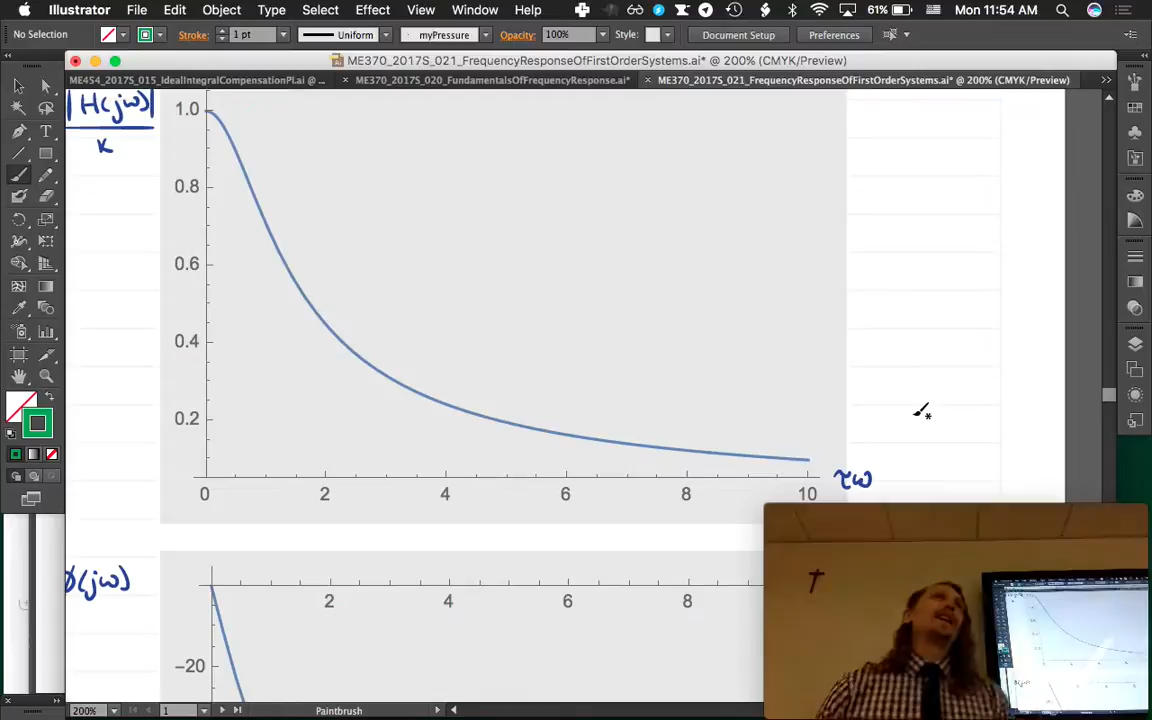 Illustrator File Edit Object Type Select Effect View Window Help 61% Mon 11:54 AM
No Selection Stroke: 1 pt Uniform myPressure Opacity: 100% Style: Document Setup Preferences
ME370_2017S_021_FrequencyResponseOfFirstOrderSystems.ai* @ 200% (CMYK/Preview)
ME454_2017S_015_IdealIntegralCompensationPI.ai @ ... ME370_2017S_020_FundamentalsOfFrequencyResponse.ai* ME370_2017S_021_FrequencyResponseOfFirstOrderSystems.ai* @ 200% (CMYK/Preview)
|H(jω)|
K
1.0
0.8
0.6
0.4
0.2
0 2 4 6 8 10
τω
ϕ(jω)
2 4 6 8
−20
200% 1 Paintbrush